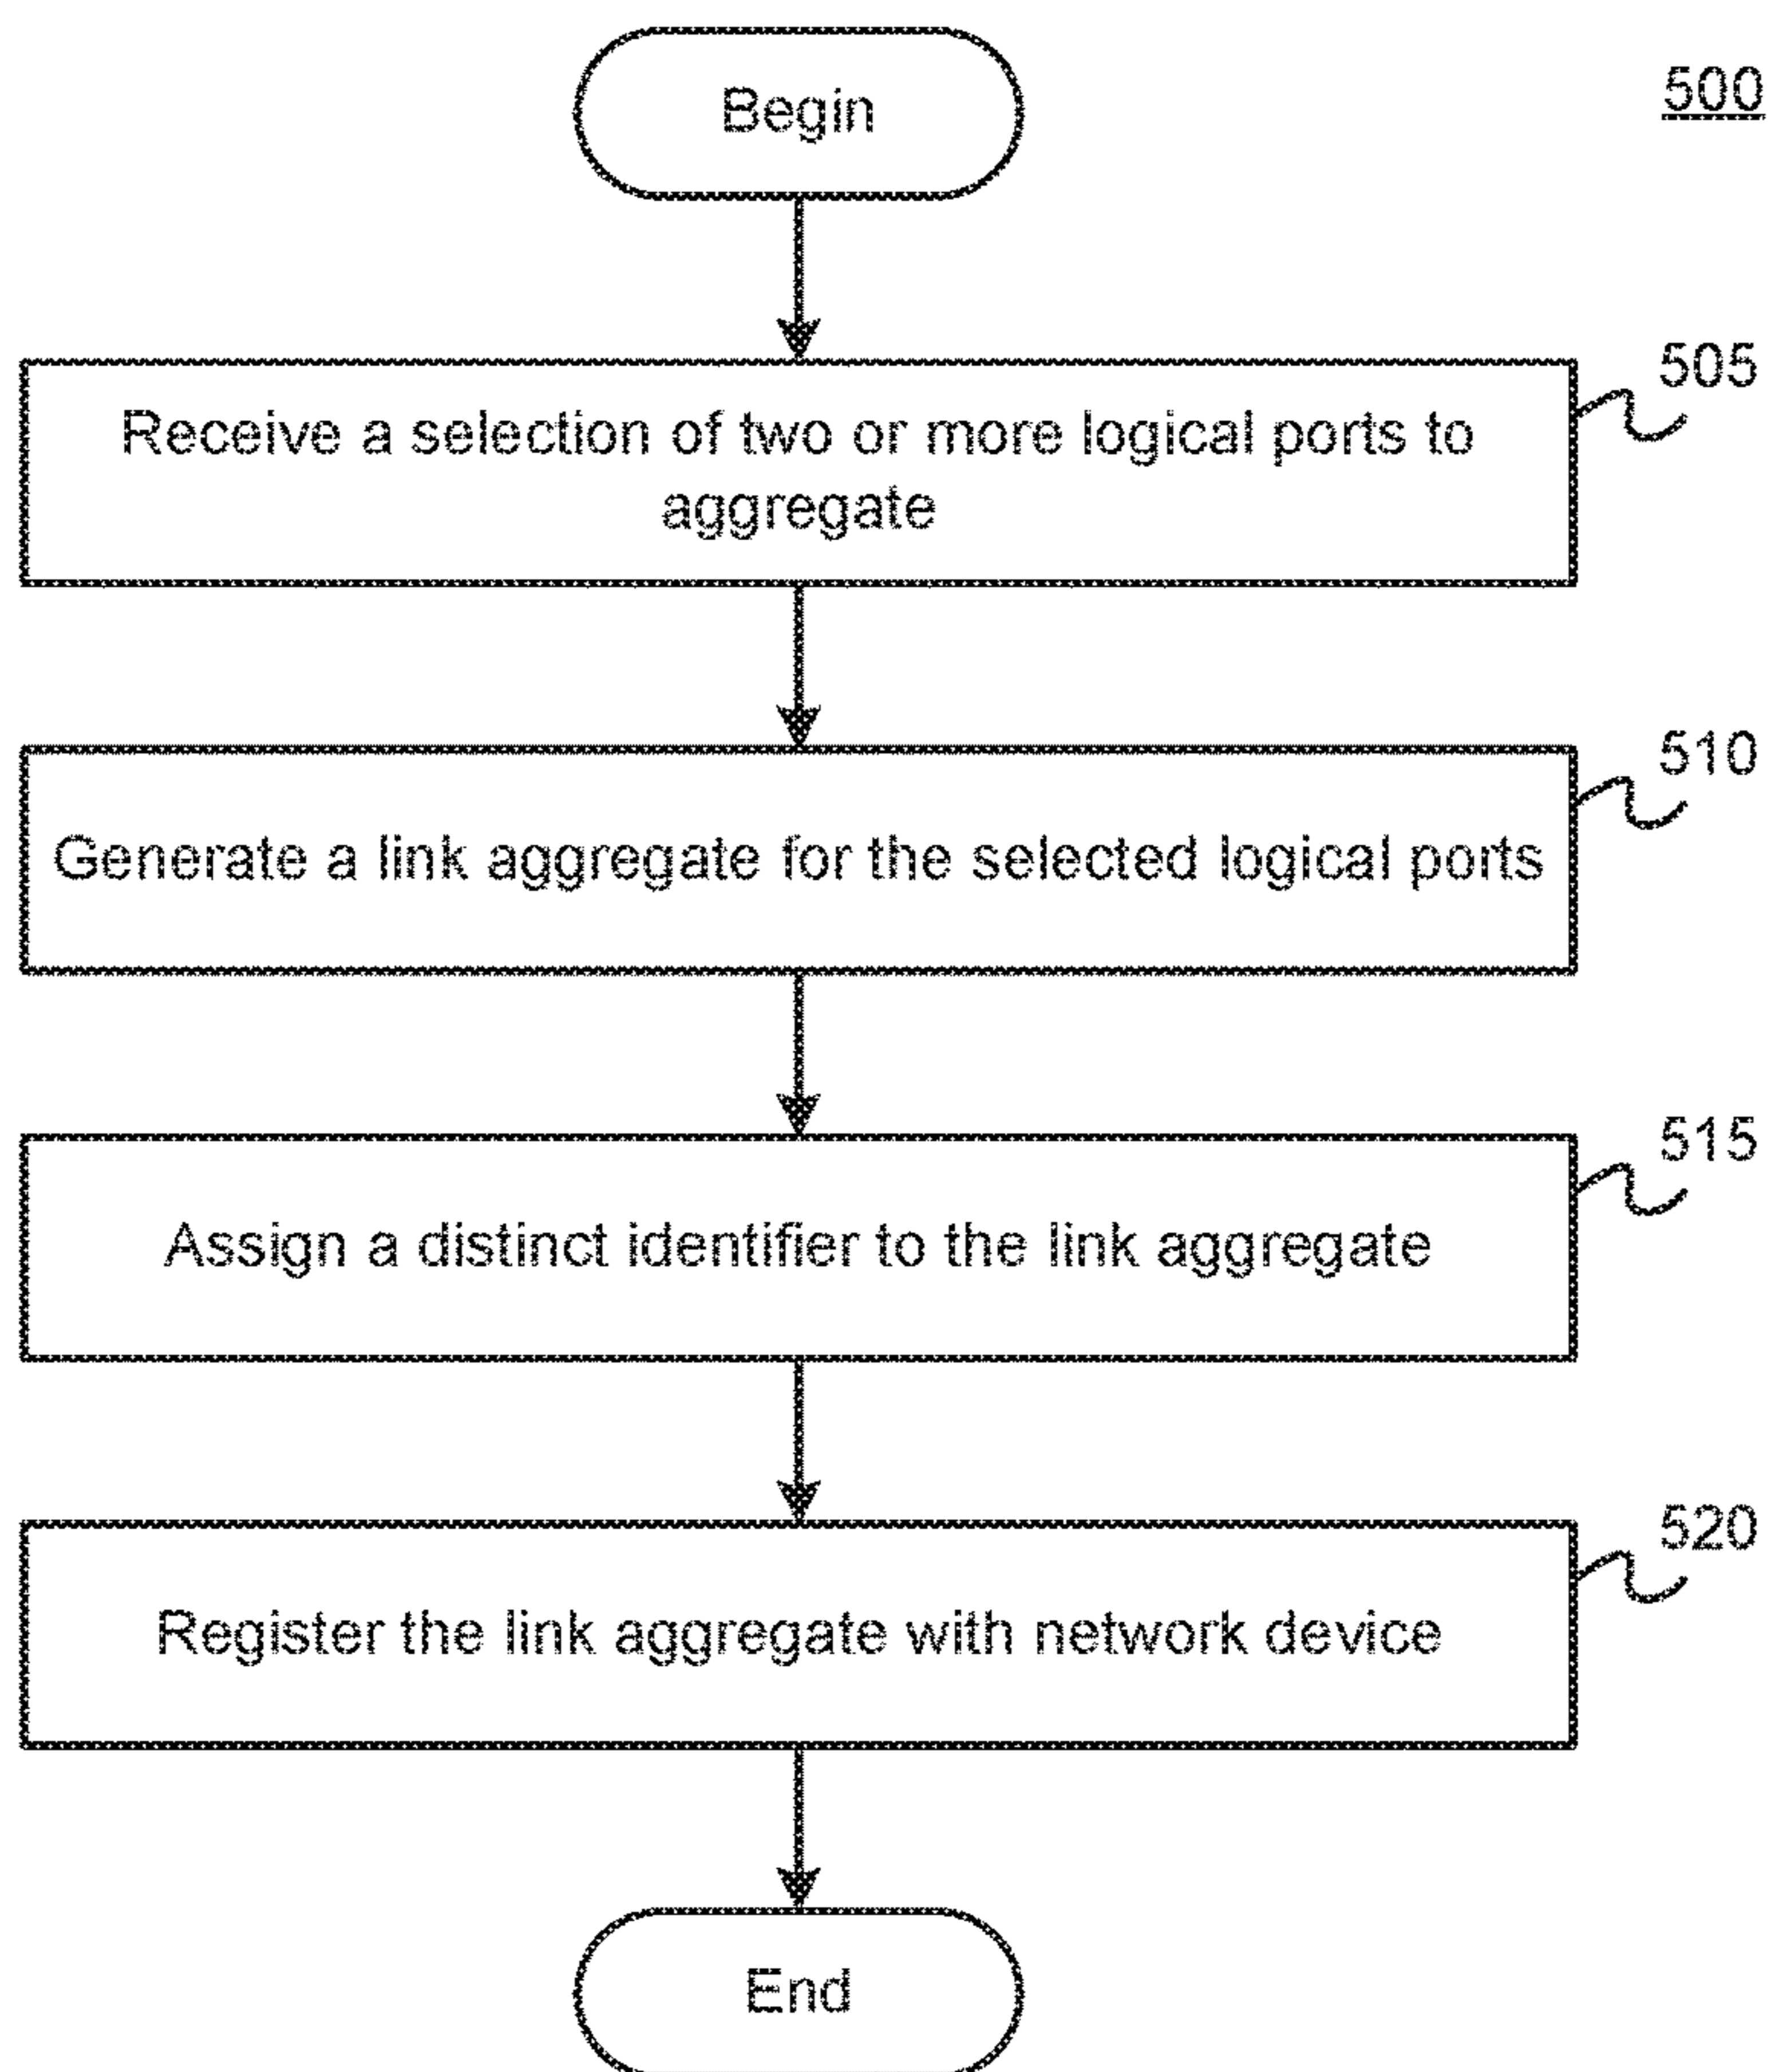 Begin
500
505
Receive a selection of two or more logical ports to
aggregate
510
Generate a link aggregate for the selected logical ports
515
Assign a distinct identifier to the link aggregate
520
Register the link aggregate with network device
End